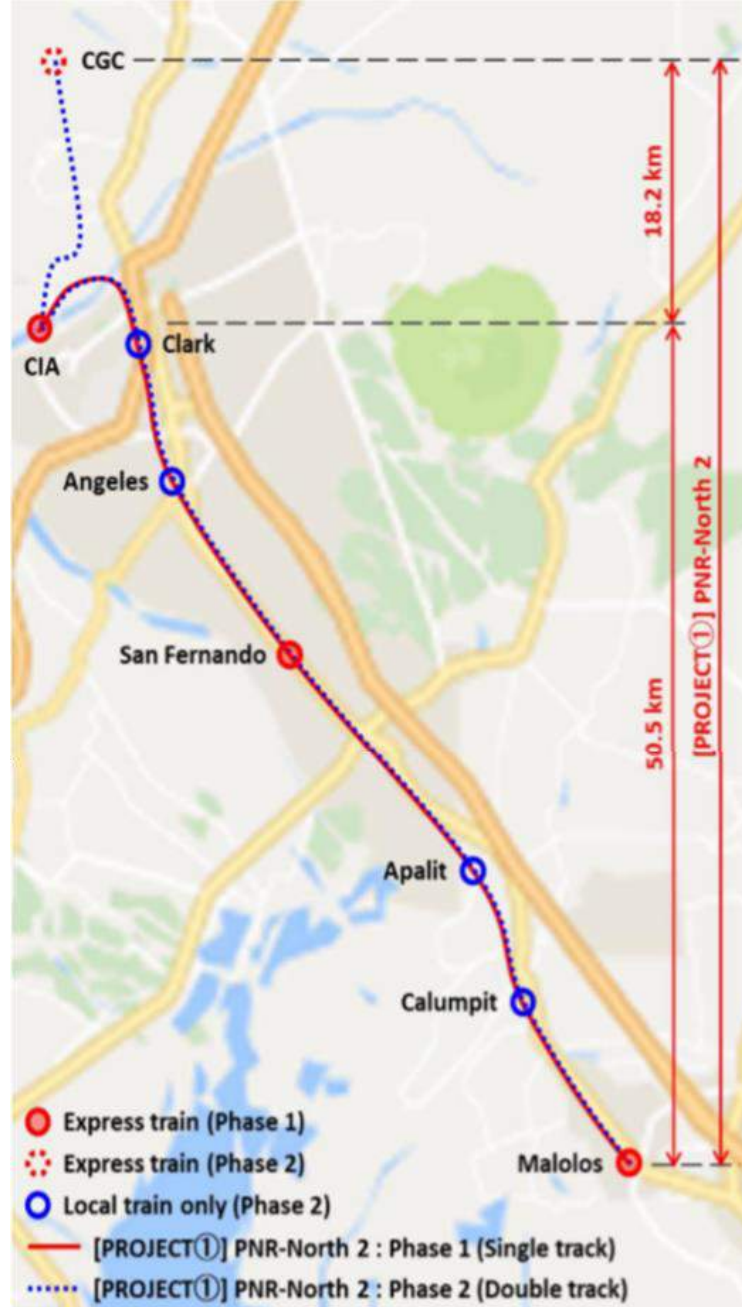 CGC
18.2 km
CIA
Clark
Angeles
San Fernando
[PROJECT①] PNR-North 2
50.5 km
Apalit
Calumpit
Malolos
Express train (Phase 1)
Express train (Phase 2)
Local train only (Phase 2)
[PROJECT①] PNR-North 2 : Phase 1 (Single track)
[PROJECT①] PNR-North 2 : Phase 2 (Double track)